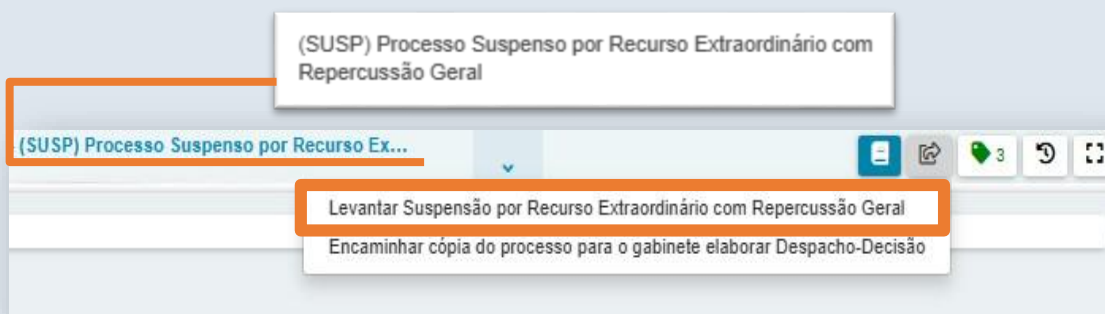 (SUSP) Processo Suspenso por Recurso Extraordinário com
Repercussão Geral
(SUSP) Processo Suspenso por Recurso Ex...
3
Levantar Suspensão por Recurso Extraordinário com Repercussão Geral
Encaminhar cópia do processo para o gabinete elaborar Despacho-Decisão